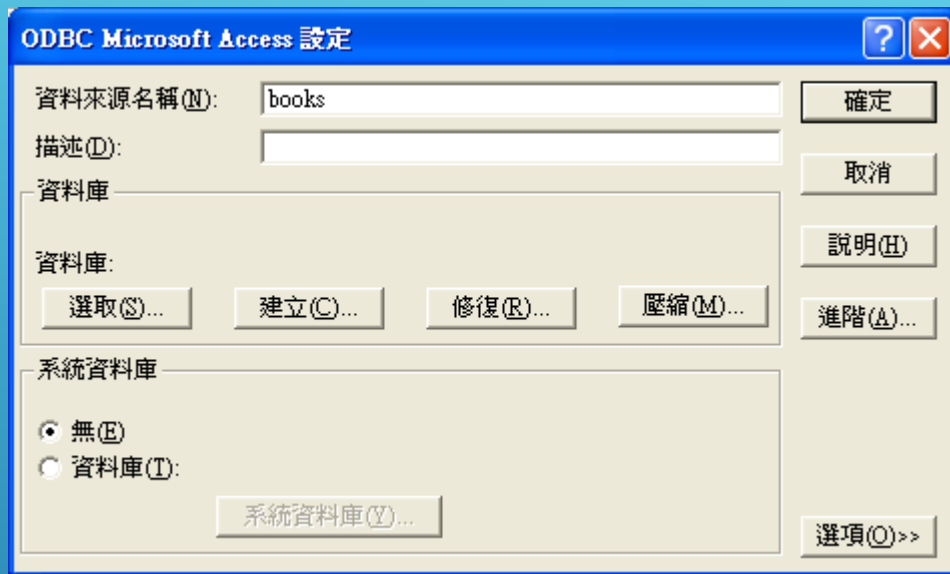 ODBC Microsoft Access 設定
資料來源名稱(N): books
確定
描述(D):
取消
資料庫
說明(H)
資料庫:
選取(S)... 建立(C)... 修復(R)... 壓縮(M)...
進階(A)...
系統資料庫
無(E)
資料庫(T):
系統資料庫(Y)...
選項(O)>>